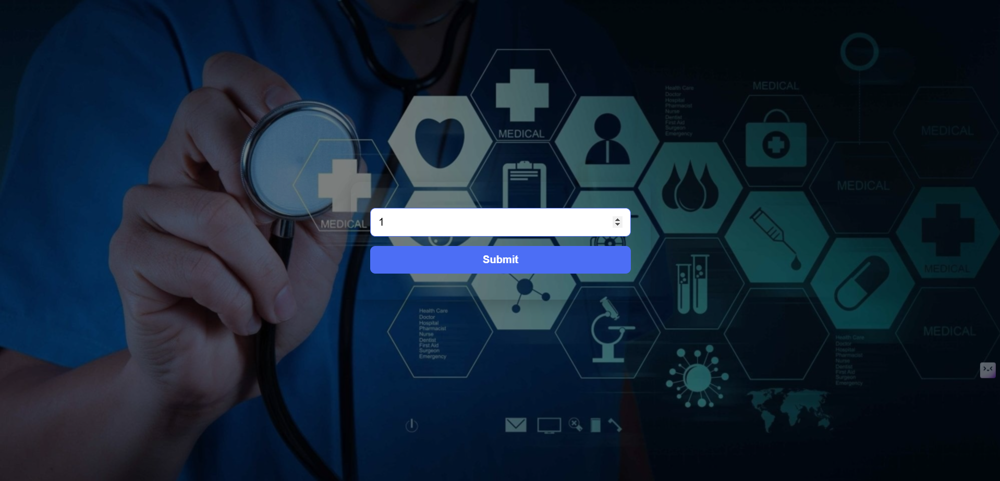 MEDICAL
Health Care
Doctor
Hospital
Pharmacist
Nurse
Dentist
First Aid
Surgeon
Emergency
MEDICAL
MEDICAL
MEDICAL
MEDICAL
1
Submit
MEDICAL
MEDICAL
Health Care
Doctor
Hospital
Pharmacist
Nurse
Dentist
First Aid
Surgeon
Emergency
MEDICAL
Health Care
Doctor
Hospital
Pharmacist
Nurse
Dentist
First Aid
Surgeon
Emergency